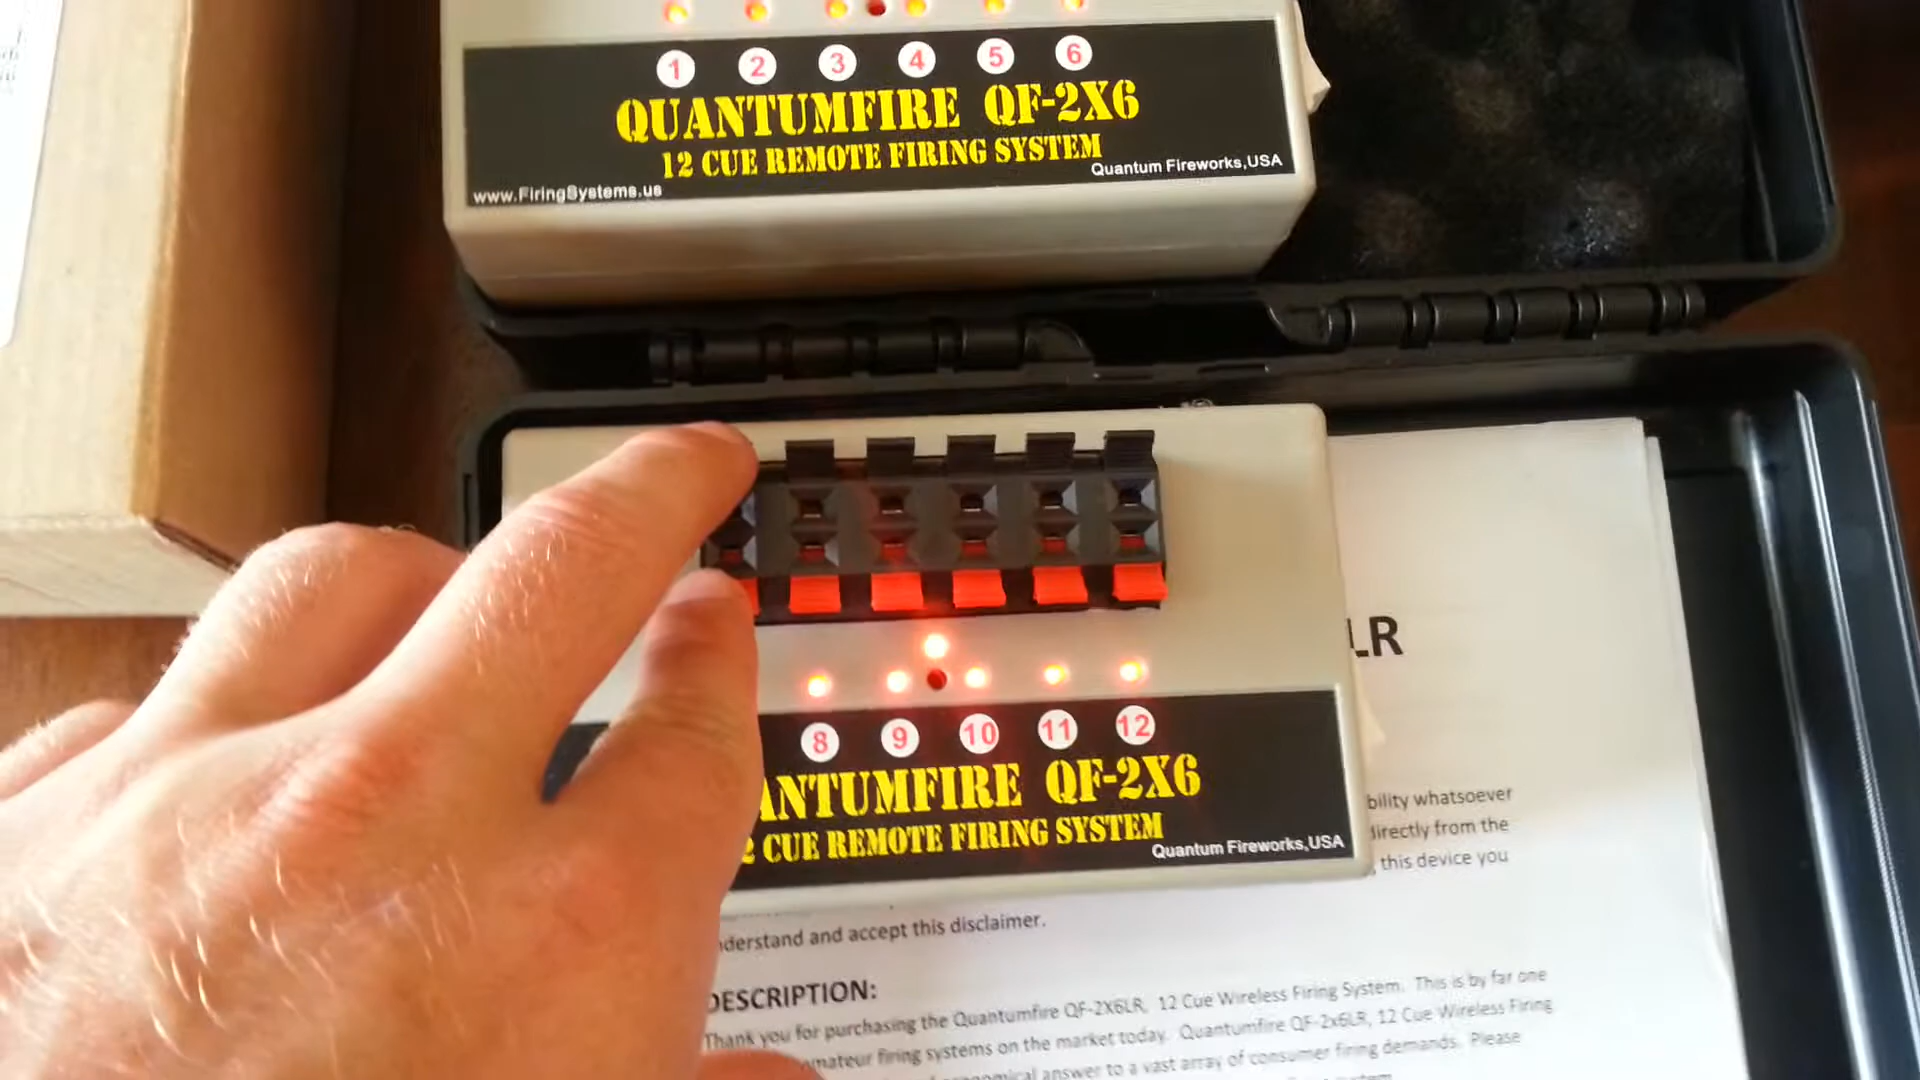 1 2 3 4 5 6
QUANTUMFIRE QF-2X6
12 CUE REMOTE FIRING SYSTEM
Quantum Fireworks,USA
www.FiringSystems.us
LR
8 9 10 11 12
ANTUMFIRE QF-2X6
2 CUE REMOTE FIRING SYSTEM
Quantum Fireworks,USA
bility whatsoever
directly from the
, this device you
nderstand and accept this disclaimer.
DESCRIPTION:
Thank you for purchasing the Quantumfire QF-2X6LR, 12 Cue Wireless Firing System. This is by far one
mateur firing systems on the market today. Quantumfire QF-2x6LR, 12 Cue Wireless Firing
onomical answer to a vast array of consumer firing demands. Please